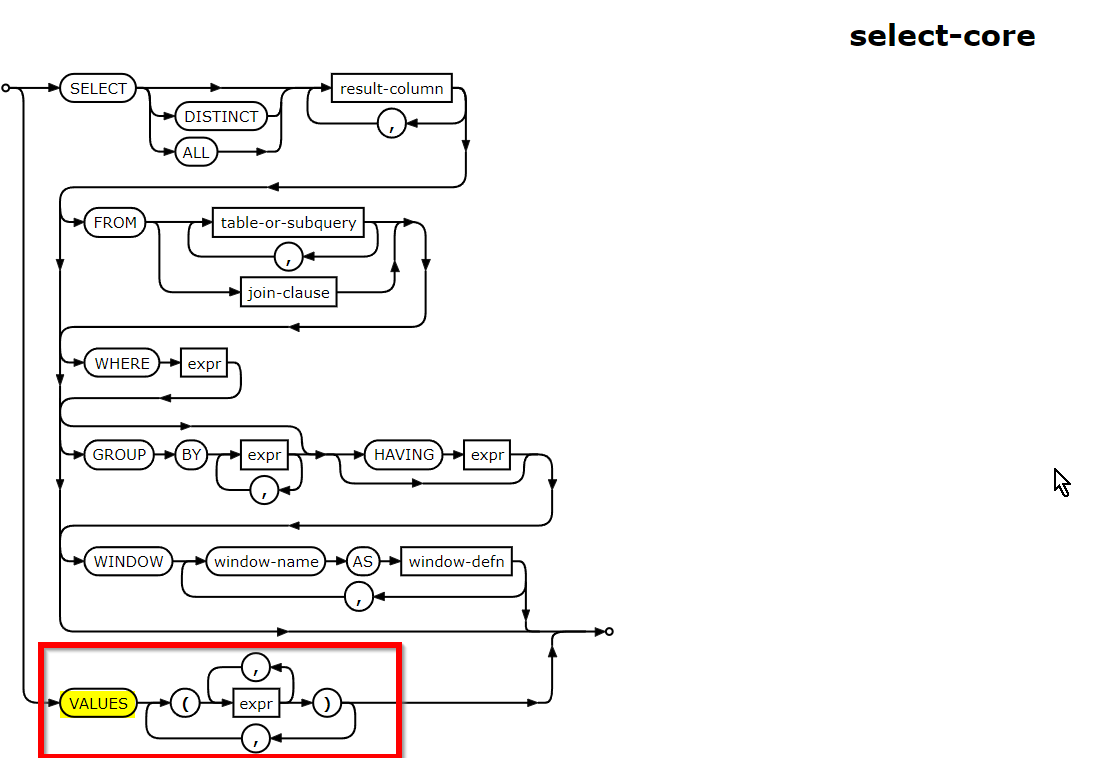 select-core
SELECT result-column
DISTINCT ,
ALL
FROM table-or-subquery
,
join-clause
WHERE expr
GROUP BY expr HAVING expr
,
WINDOW window-name AS window-defn
,
,
VALUES ( expr )
,